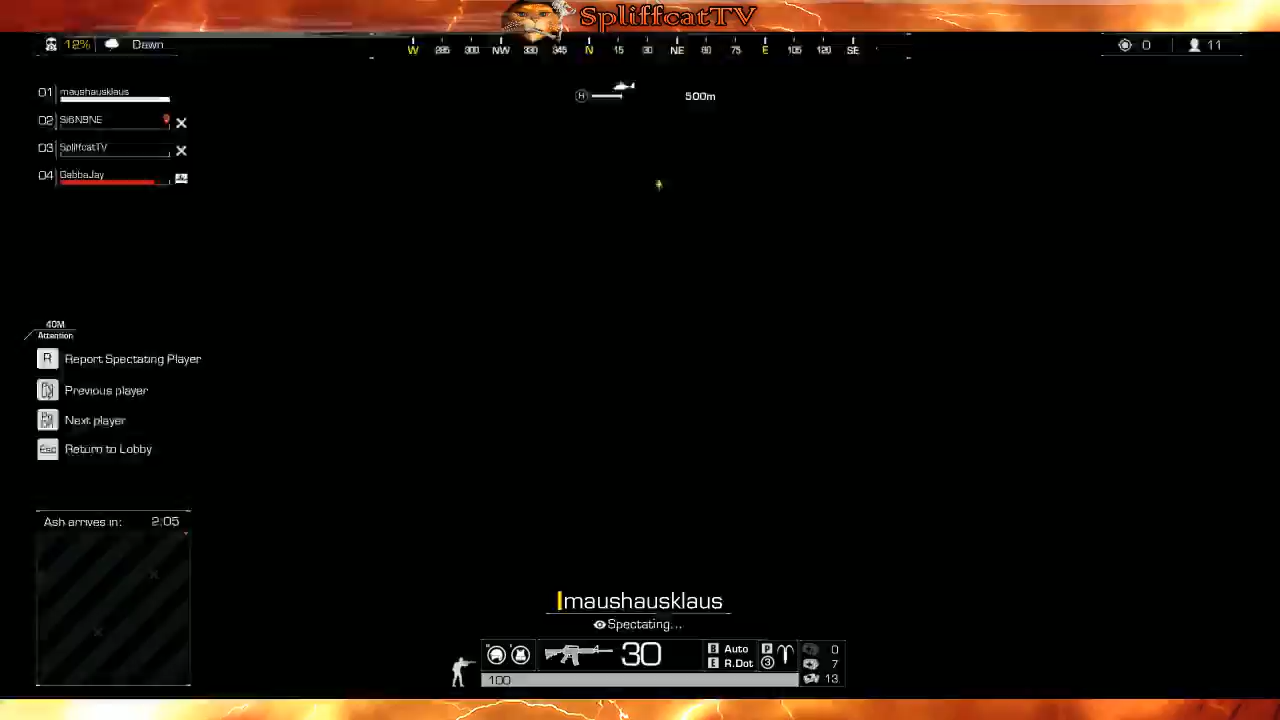 SpliffcatTV
12% Dawn
W 285 300 NW 330 345 N 15 30 NE 60 75 E 105 120 SE
0 11
01 maushausklaus
H 500m
02 Si6N9NE
03 SpliffcatTV
04 GabbaJay
40M
Attention
R Report Spectating Player
Previous player
Next player
Esc Return to Lobby
Ash arrives in: 2:05
maushausklaus
Spectating...
30
B Auto P 0
E R.Dot 3 7
100 13